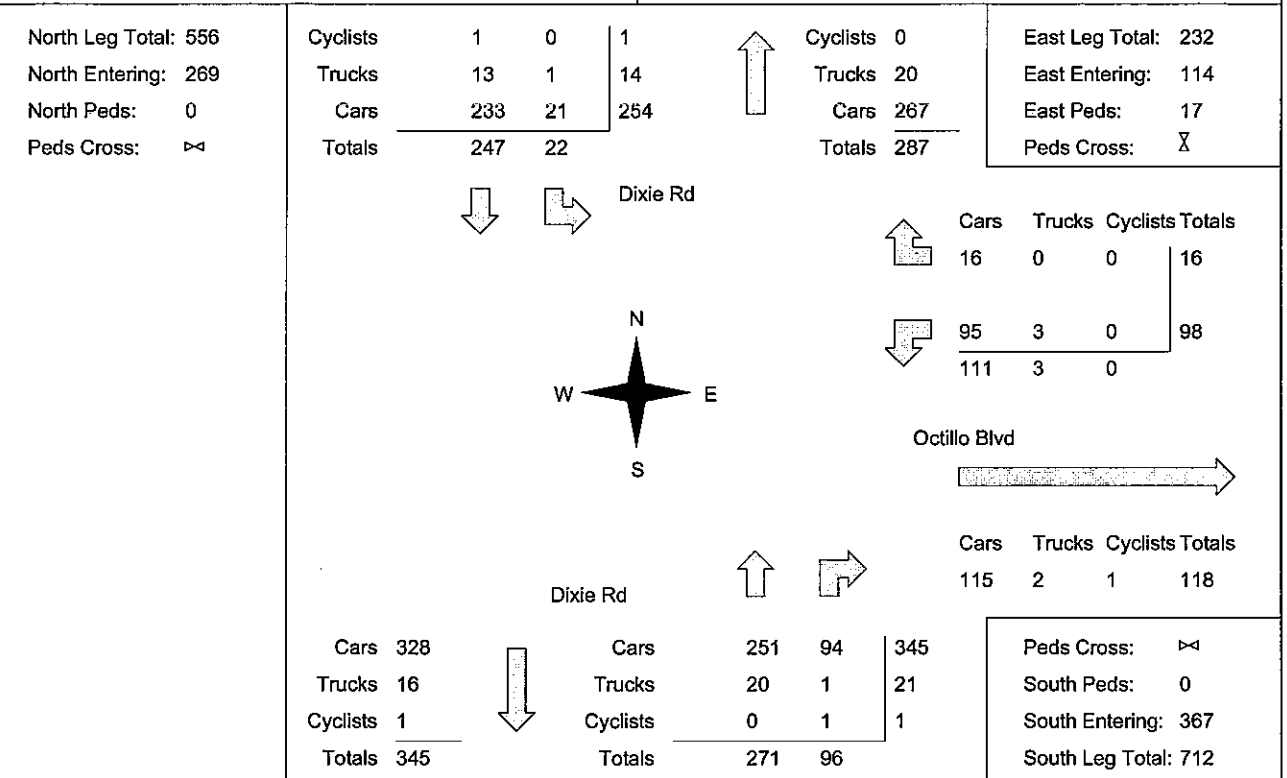 North Leg Total: 556
North Entering: 269
North Peds: 0
Peds Cross: ⋈
Cyclists 1 0 1
Trucks 13 1 14
Cars 233 21 254
Totals 247 22
Cyclists 0
Trucks 20
Cars 267
Totals 287
East Leg Total: 232
East Entering: 114
East Peds: 17
Peds Cross: ⧖
Dixie Rd
Cars Trucks Cyclists Totals
16 0 0 16
95 3 0 98
111 3 0
N
W E
S
Octillo Blvd
Cars Trucks Cyclists Totals
115 2 1 118
Dixie Rd
Cars 328
Trucks 16
Cyclists 1
Totals 345
Cars 251 94 345
Trucks 20 1 21
Cyclists 0 1 1
Totals 271 96
Peds Cross: ⋈
South Peds: 0
South Entering: 367
South Leg Total: 712